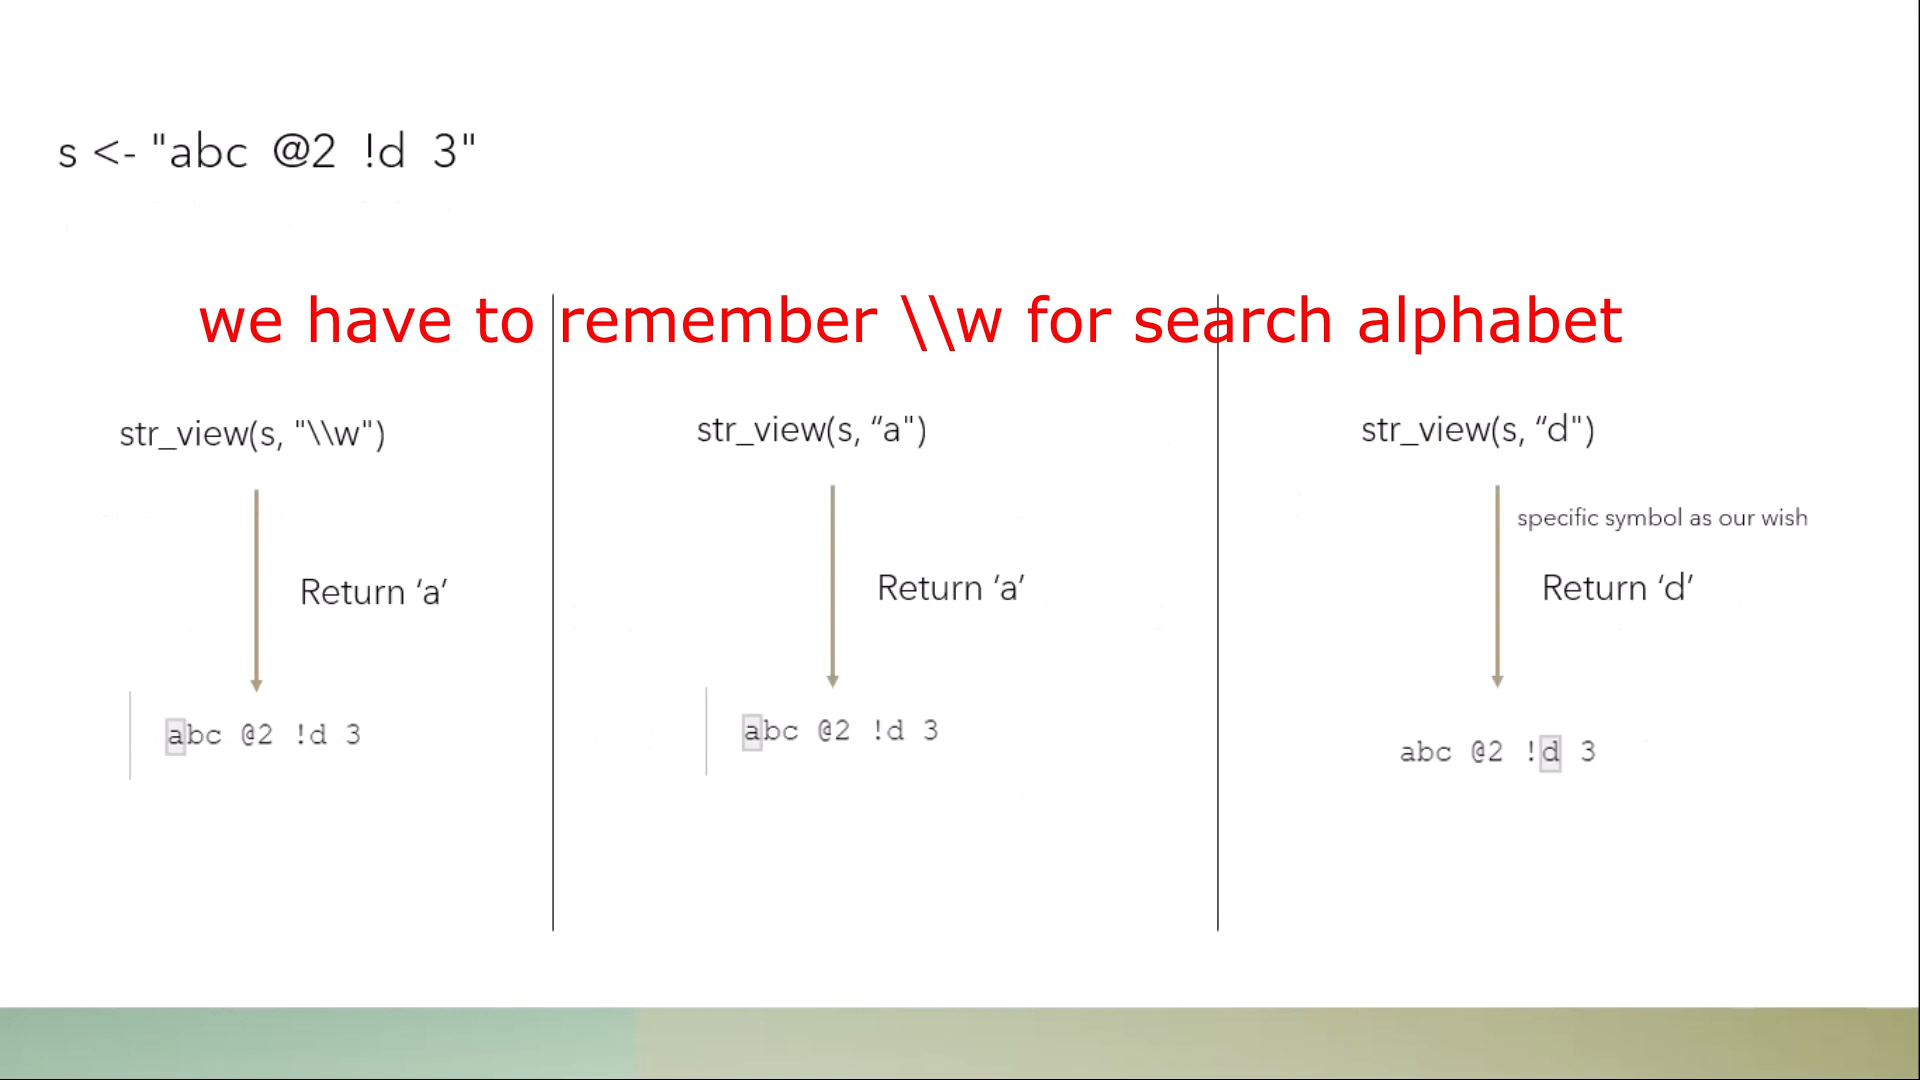 s <- "abc  @2  !d  3"
we have to remember \\w for search alphabet
str_view(s, "\\w")
Return ‘a’
abc @2 !d 3
str_view(s, “a")
Return ‘a’
abc @2 !d 3
str_view(s, “d")
specific symbol as our wish
Return ‘d’
abc @2 !d 3